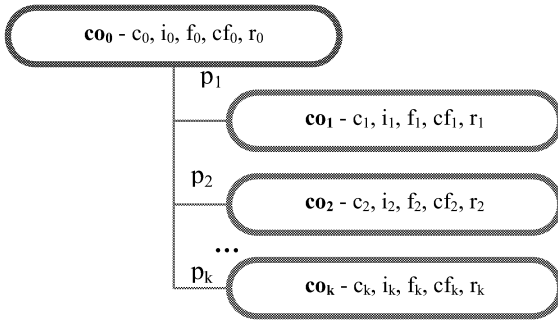 co₀ - c₀, i₀, f₀, cf₀, r₀
p₁
co₁ - c₁, i₁, f₁, cf₁, r₁
p₂
co₂ - c₂, i₂, f₂, cf₂, r₂
...
pₖ
coₖ - cₖ, iₖ, fₖ, cfₖ, rₖ